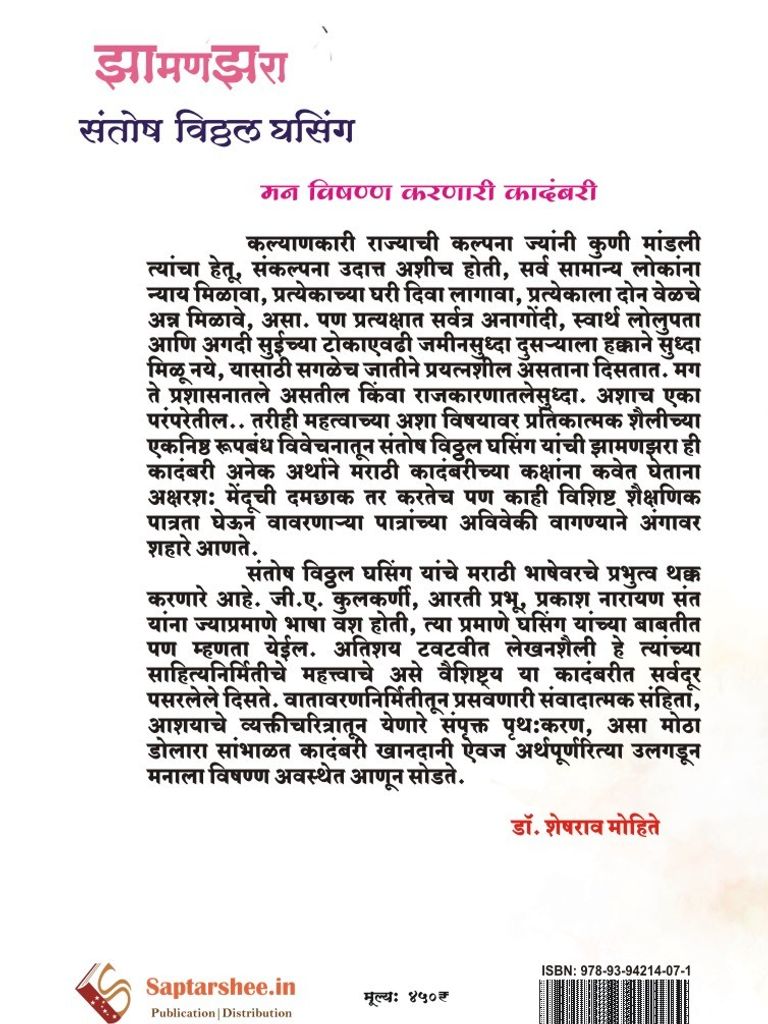 झामणझरा
संतोष विठ्ठल घसिंग
मन विषण्ण करणारी कादंबरी
कल्याणकारी राज्याची कल्पना ज्यांनी कुणी मांडली
त्यांचा हेतू, संकल्पना उदात्त अशीच होती, सर्व सामान्य लोकांना
न्याय मिळावा, प्रत्येकाच्या घरी दिवा लागावा, प्रत्येकाला दोन वेळचे
अन्न मिळावे, असा. पण प्रत्यक्षात सर्वत्र अनागोंदी, स्वार्थ लोलुपता
आणि अगदी सुईच्या टोकाएवढी जमीनसुध्दा दुसऱ्याला हक्काने सुध्दा
मिळू नये, यासाठी सगळेच जातीने प्रयत्नशील असताना दिसतात. मग
ते प्रशासनातले असतील किंवा राजकारणातलेसुध्दा. अशाच एका
परंपरेतील.. तरीही महत्वाच्या अशा विषयावर प्रतिकात्मक शैलीच्या
एकनिष्ठ रूपबंध विवेचनातून संतोष विठ्ठल घसिंग यांची झामणझरा ही
कादंबरी अनेक अर्थाने मराठी कादंबरीच्या कक्षांना कवेत घेताना
अक्षरश: मेंदूची दमछाक तर करतेच पण काही विशिष्ट शैक्षणिक
पात्रता घेऊन वावरणाऱ्या पात्रांच्या अविवेकी वागण्याने अंगावर
शहारे आणते.
संतोष विठ्ठल घसिंग यांचे मराठी भाषेवरचे प्रभुत्व थक्क
करणारे आहे. जी.ए. कुलकर्णी, आरती प्रभू, प्रकाश नारायण संत
यांना ज्याप्रमाणे भाषा वश होती, त्या प्रमाणे घसिंग यांच्या बाबतीत
पण म्हणता येईल. अतिशय टवटवीत लेखनशैली हे त्यांच्या
साहित्यनिर्मितीचे महत्त्वाचे असे वैशिष्ट्य या कादंबरीत सर्वदूर
पसरलेले दिसते. वातावरणनिर्मितीतून प्रसवणारी संवादात्मक संहिता,
आशयाचे व्यक्तीचरित्रातून येणारे संपृक्त पृथ:करण, असा मोठा
डोलारा सांभाळत कादंबरी खानदानी ऐवज अर्थपूर्णरित्या उलगडून
मनाला विषण्ण अवस्थेत आणून सोडते.
डॉ. शेषराव मोहिते
ISBN: 978-93-94214-07-1
Saptarshee.in
Publication|Distribution
मूल्य: ४५०₹